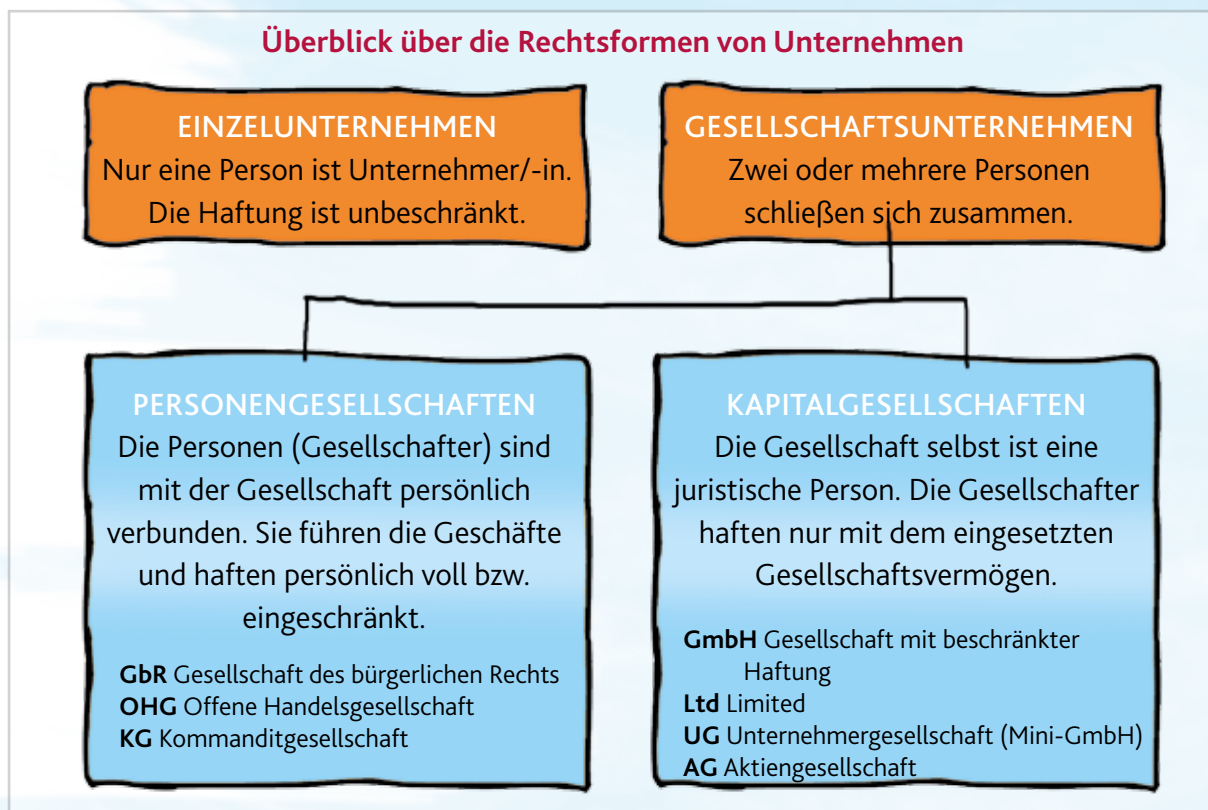 Überblick über die Rechtsformen von Unternehmen
EINZELUNTERNEHMEN
Nur eine Person ist Unternehmer/-in.
Die Haftung ist unbeschränkt.
GESELLSCHAFTSUNTERNEHMEN
Zwei oder mehrere Personen
schließen sich zusammen.
PERSONENGESELLSCHAFTEN
Die Personen (Gesellschafter) sind
mit der Gesellschaft persönlich
verbunden. Sie führen die Geschäfte
und haften persönlich voll bzw.
eingeschränkt.
GbR Gesellschaft des bürgerlichen Rechts
OHG Offene Handelsgesellschaft
KG Kommanditgesellschaft
KAPITALGESELLSCHAFTEN
Die Gesellschaft selbst ist eine
juristische Person. Die Gesellschafter
haften nur mit dem eingesetzten
Gesellschaftsvermögen.
GmbH Gesellschaft mit beschränkter
Haftung
Ltd Limited
UG Unternehmergesellschaft (Mini-GmbH)
AG Aktiengesellschaft